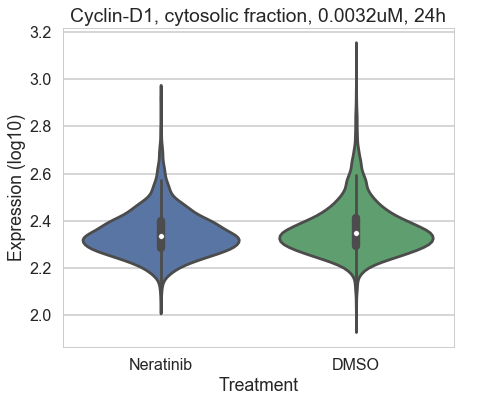 Cyclin-D1, cytosolic fraction, 0.0032uM, 24h
Expression (log10)
3.2
3.0
2.8
2.6
2.4
2.2
2.0
Neratinib DMSO
Treatment